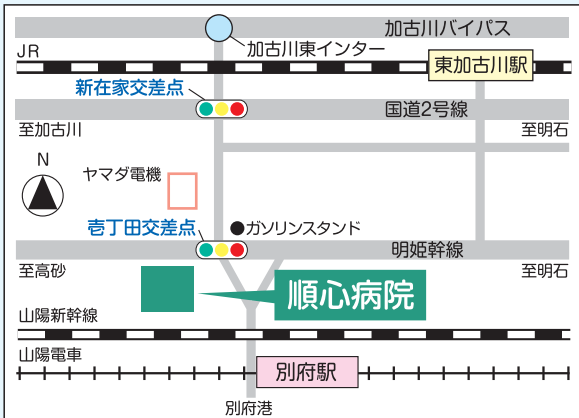 加古川バイパス
加古川東インター
JR
東加古川駅
新在家交差点
国道2号線
至加古川
至明石
N
ヤマダ電機
壱丁田交差点
ガソリンスタンド
明姫幹線
至高砂
至明石
順心病院
山陽新幹線
山陽電車
別府駅
別府港